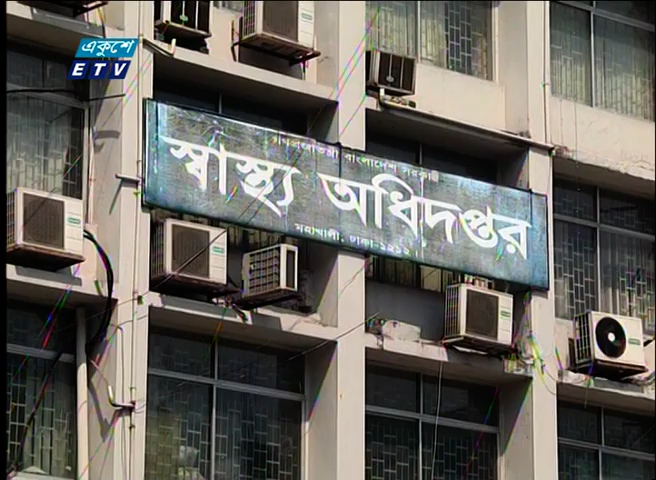 একুশে
ETV
গণপ্রজাতন্ত্রী বাংলাদেশ সরকার
স্বাস্থ্য অধিদপ্তর
মহাখালী, ঢাকা-১২১২।